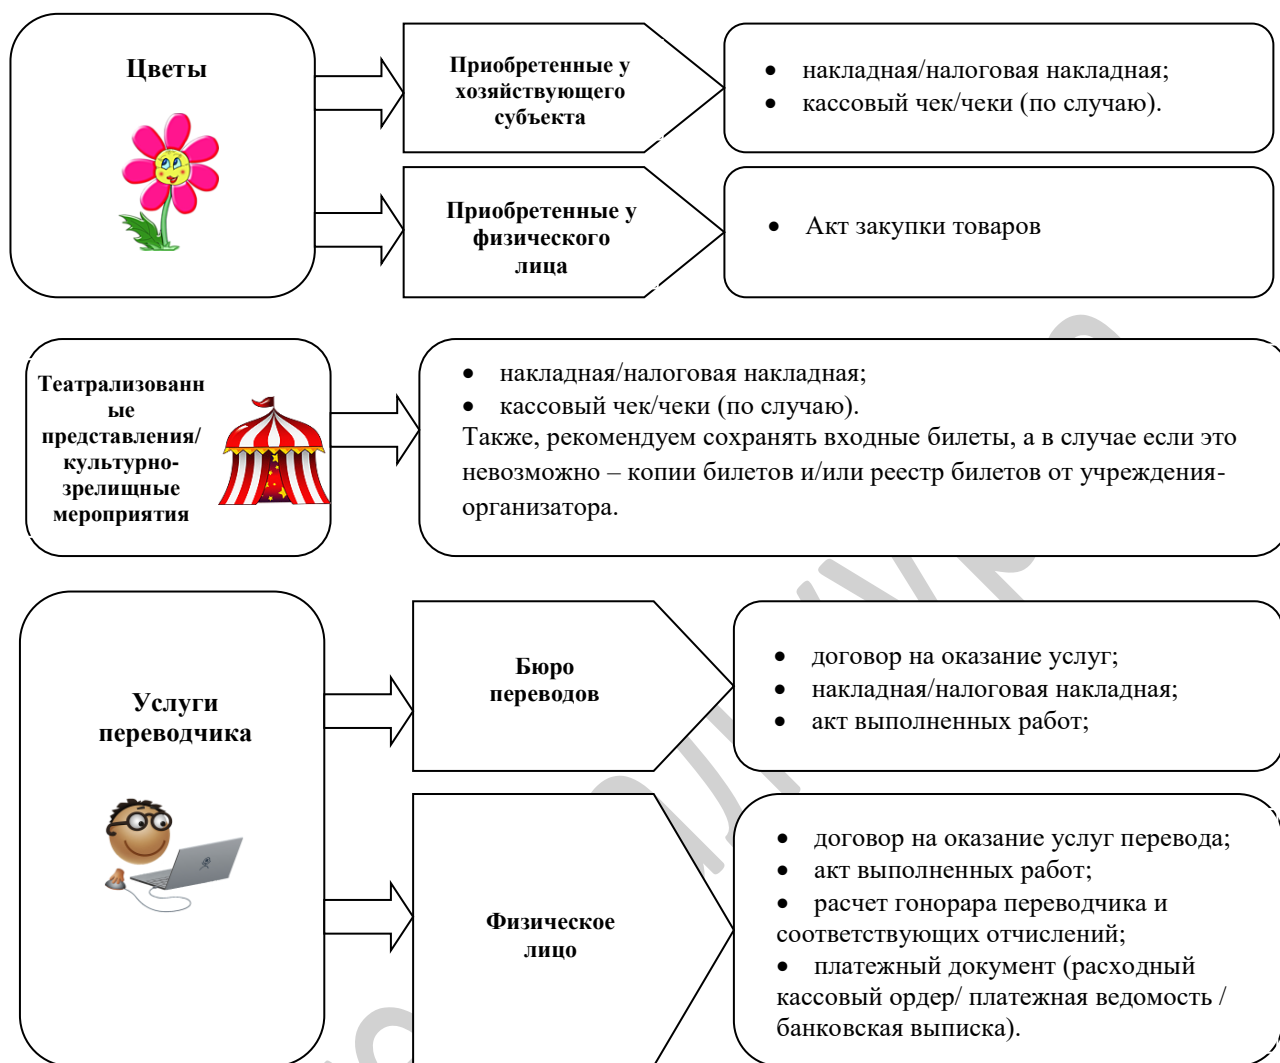 Цветы
Приобретенные у
хозяйствующего
субъекта
• накладная/налоговая накладная;
• кассовый чек/чеки (по случаю).
Приобретенные у
физического
лица
• Акт закупки товаров
Театрализованн
ые
представления/
культурно-
зрелищные
мероприятия
• накладная/налоговая накладная;
• кассовый чек/чеки (по случаю).
Также, рекомендуем сохранять входные билеты, а в случае если это
невозможно – копии билетов и/или реестр билетов от учреждения-
организатора.
Услуги
переводчика
Бюро
переводов
• договор на оказание услуг;
• накладная/налоговая накладная;
• акт выполненных работ;
Физическое
лицо
• договор на оказание услуг перевода;
• акт выполненных работ;
• расчет гонорара переводчика и
соответствующих отчислений;
• платежный документ (расходный
кассовый ордер/ платежная ведомость /
банковская выписка).